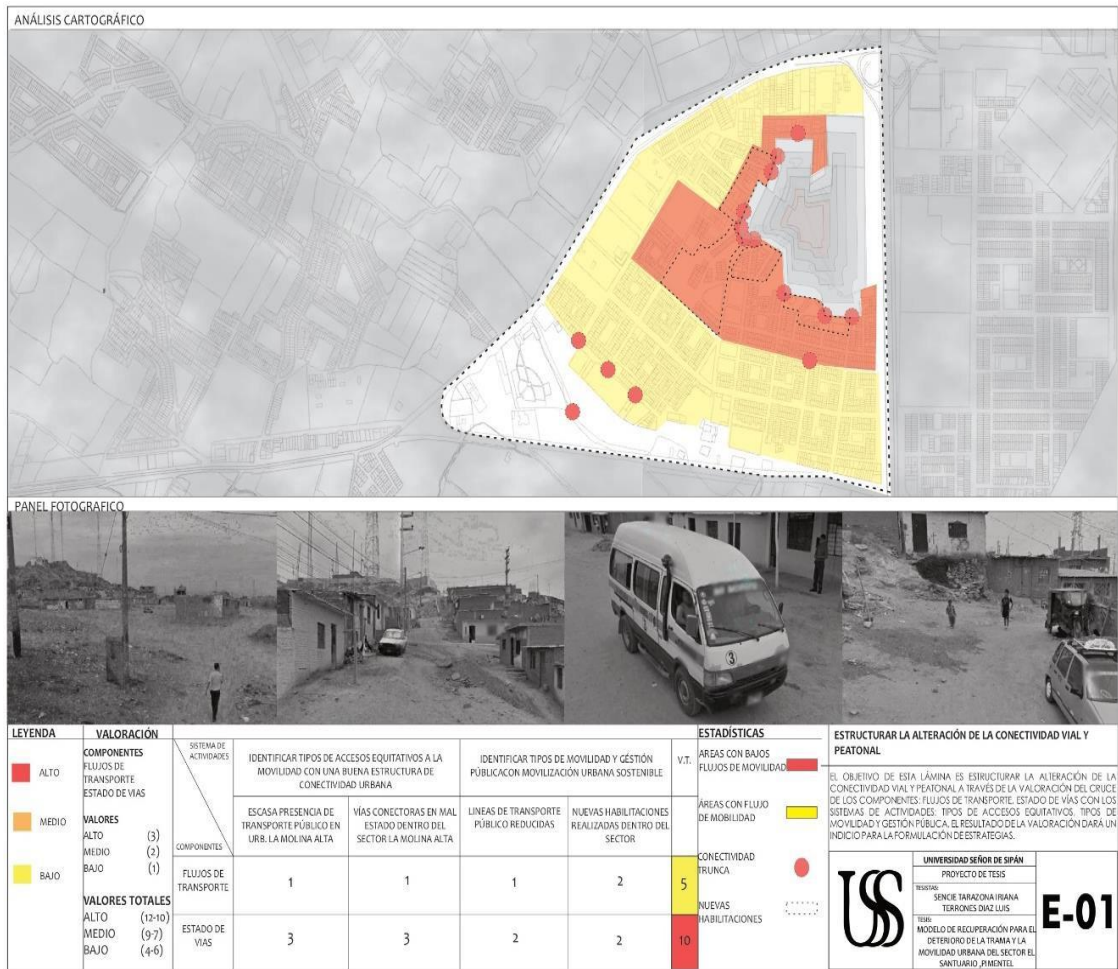 ANÁLISIS CARTOGRÁFICO
PANEL FOTOGRAFICO
3
LEYENDA
ALTO
MEDIO
BAJO
VALORACIÓN
COMPONENTES
FLUJOS DE
TRANSPORTE
ESTADO DE VIAS
VALORES
ALTO (3)
MEDIO (2)
BAJO (1)
VALORES TOTALES
ALTO (12-10)
MEDIO (9-7)
BAJO (4-6)
SISTEMA DE
ACTIVIDADES
COMPONENTES
IDENTIFICAR TIPOS DE ACCESOS EQUITATIVOS A LA
MOVILIDAD CON UNA BUENA ESTRUCTURA DE
CONECTIVIDAD URBANA
IDENTIFICAR TIPOS DE MOVILIDAD Y GÉSTIÓN
PÚBLICACON MOVILIZACIÓN URBANA SOSTENIBLE
V.T.
ESCASA PRESENCIA DE
TRANSPORTE PÚBLICO EN
URB. LA MOLINA ALTA
VÍAS CONECTORAS EN MAL
ESTADO DENTRO DEL
SECTOR LA MOLINA ALTA
LINEAS DE TRANSPORTE
PÚBLICO REDUCIDAS
NUEVAS HABILITACIONES
REALIZADAS DENTRO DEL
SECTOR
FLUJOS DE
TRANSPORTE
1 1 1 2 5
ESTADO DE
VIAS
3 3 2 2 10
ESTADÍSTICAS
AREAS CON BAJOS
FLUJOS DE MOVILIDAD
ÁREAS CON FLUJO
DE MOBILIDAD
CONECTIVIDAD
TRUNCA
NUEVAS
HABILITACIONES
ESTRUCTURAR LA ALTERACIÓN DE LA CONECTIVIDAD VIAL Y
PEATONAL
EL OBJETIVO DE ESTA LÁMINA ES ESTRUCTURAR LA ALTERACIÓN DE LA
CONECTIVIDAD VIAL Y PEATONAL A TRAVÉS DE LA VALORACIÓN DEL CRUCE
DE LOS COMPONENTES: FLUJOS DE TRANSPORTE, ESTADO DE VÍAS CON LOS
SISTEMAS DE ACTIVIDADES: TIPOS DE ACCESOS EQUITATIVOS, TIPOS DE
MOVILIDAD Y GESTIÓN PÚBLICA. EL RESULTADO DE LA VALORACIÓN DARÁ UN
INDICIO PARA LA FORMULACIÓN DE ESTRATEGIAS.
USS
UNIVERSIDAD SEÑOR DE SIPÁN
PROYECTO DE TESIS
TESISTAS:
SENCIE TARAZONA IRIANA
TERRONES DIAZ LUIS
TESIS:
MODELO DE RECUPERACIÓN PARA EL
DETERIORO DE LA TRAMA Y LA
MOVILIDAD URBANA DEL SECTOR EL
SANTUARIO ,PIMENTEL
E-01